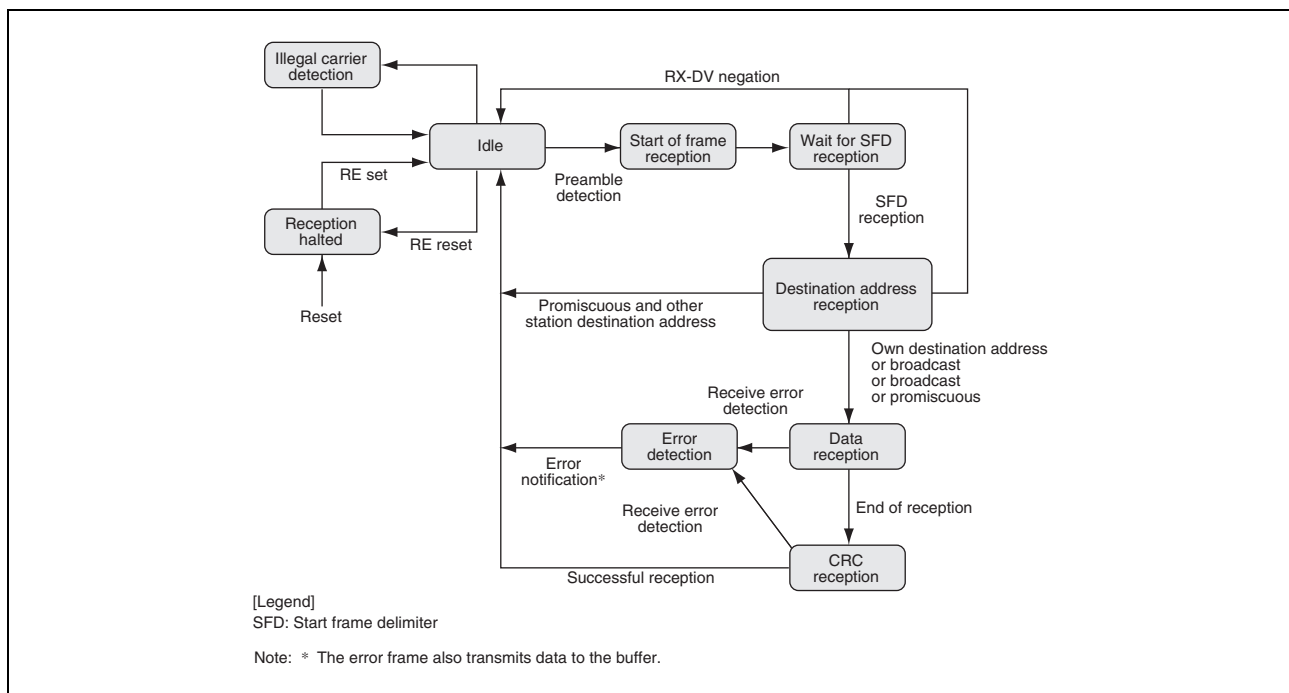 Illegal carrier
detection
RX-DV negation
Idle
Start of frame
reception
Wait for SFD
reception
RE set
Preamble
detection
SFD
reception
Reception
halted
RE reset
Destination address
reception
Reset
Promiscuous and other
station destination address
Own destination address
or broadcast
or broadcast
or promiscuous
Receive error
detection
Error
detection
Data
reception
Error
notification*
Receive error
detection
End of reception
CRC
reception
Successful reception
[Legend]
SFD: Start frame delimiter
Note: * The error frame also transmits data to the buffer.